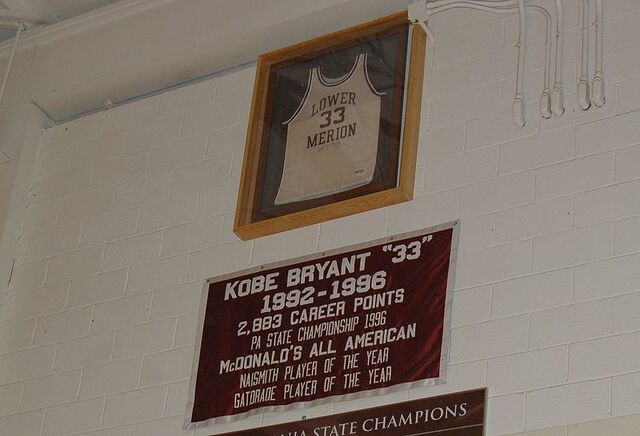 LOWER
33
MERION
KOBE BRYANT "33"
1992-1996
2,883 CAREER POINTS
PA STATE CHAMPIONSHIP 1996
McDONALD'S ALL AMERICAN
NAISMITH PLAYER OF THE YEAR
GATORADE PLAYER OF THE YEAR
STATE CHAMPIONS